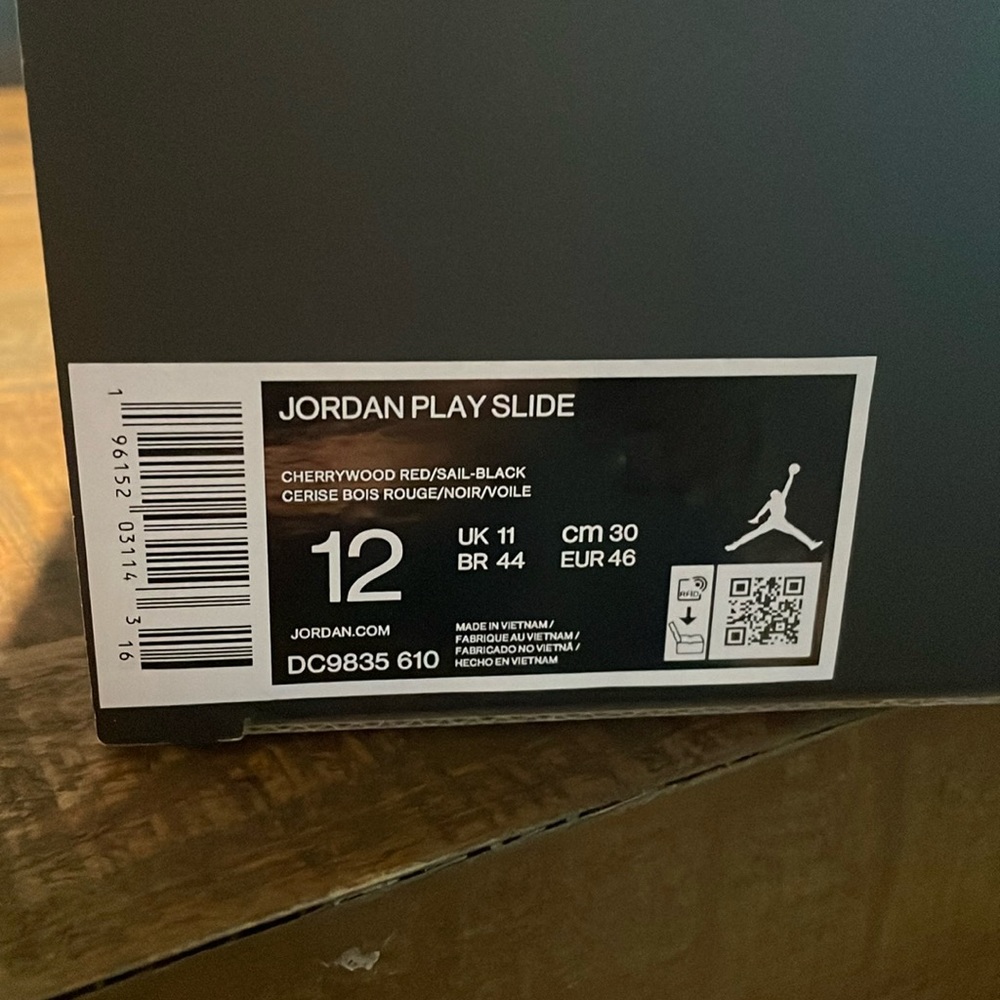 1 96152 03114 3 16
JORDAN PLAY SLIDE
CHERRYWOOD RED/SAIL-BLACK
CERISE BOIS ROUGE/NOIR/VOILE
12
UK 11 cm 30
BR 44 EUR 46
JORDAN.COM
DC9835 610
MADE IN VIETNAM /
FABRIQUE AU VIETNAM /
FABRICADO NO VIETNÃ /
HECHO EN VIETNAM
RFID